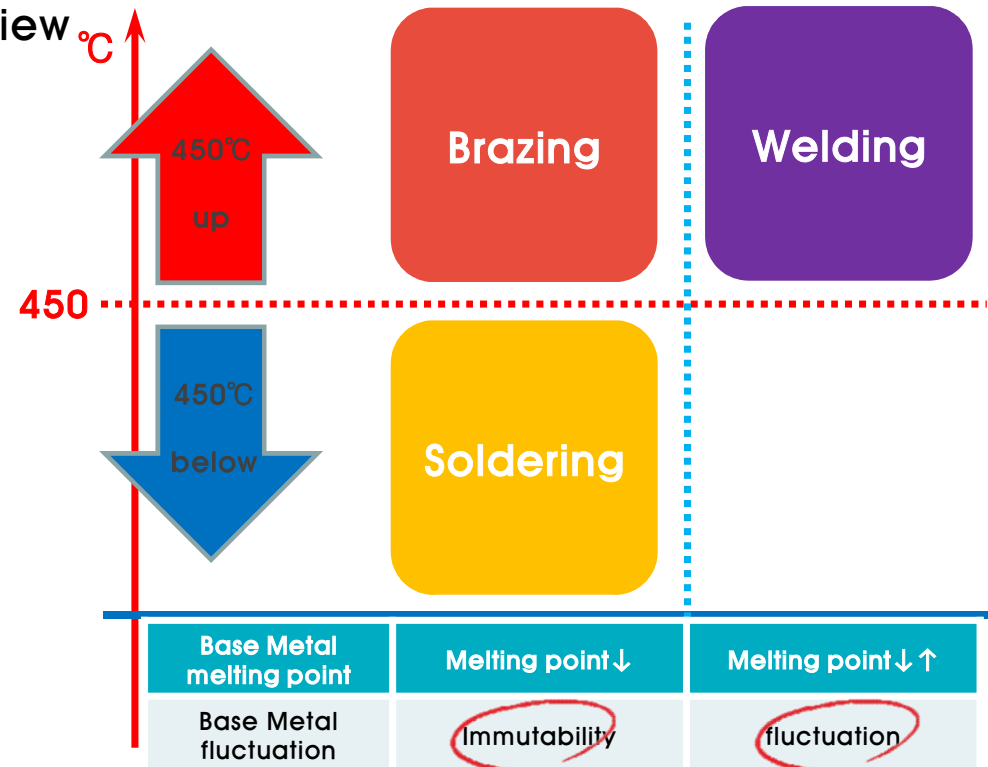 iew
℃
450℃
up
Brazing
Welding
450
450℃
below
Soldering
Base Metal
melting point
Melting point↓
Melting point↓↑
Base Metal
fluctuation
Immutability
fluctuation